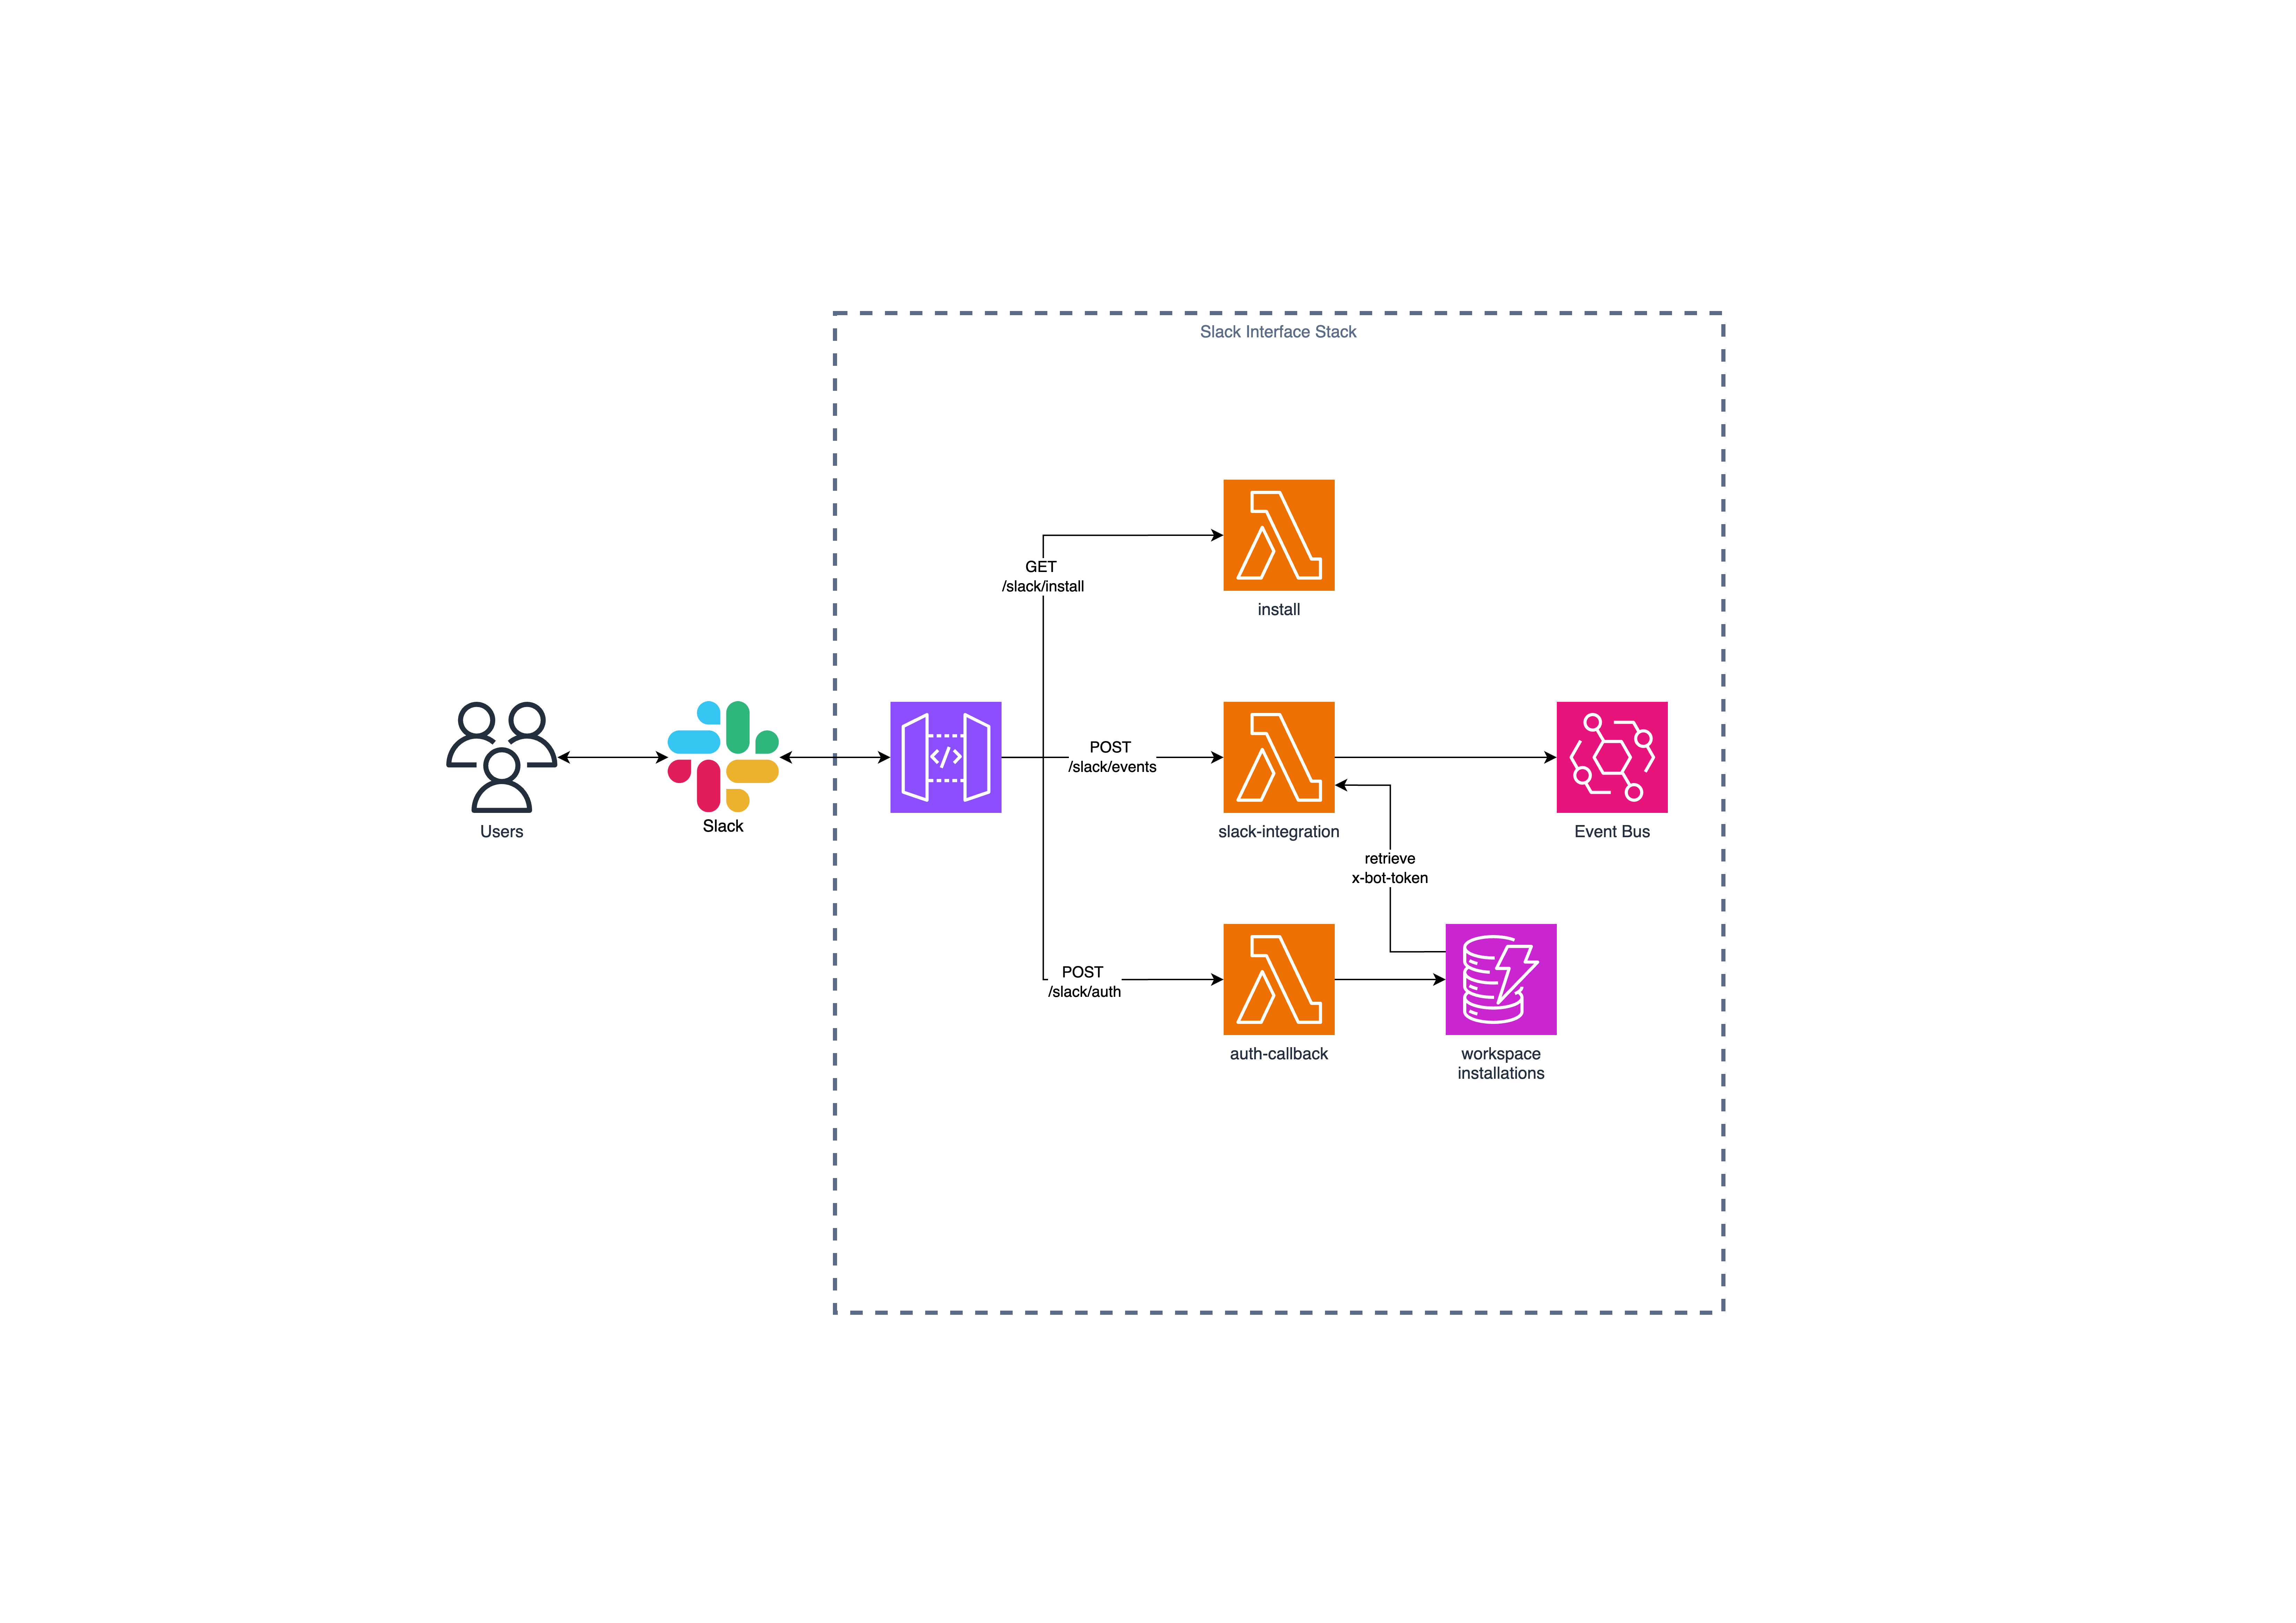 Slack Interface Stack
GET
/slack/install
install
POST
/slack/events
Users
Slack
slack-integration
Event Bus
retrieve
x-bot-token
POST
/slack/auth
auth-callback
workspace
installations